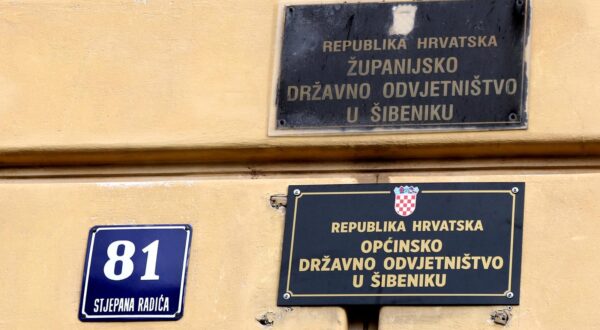 REPUBLIKA HRVATSKA
ŽUPANIJSKO
DRŽAVNO ODVJETNIŠTVO
U ŠIBENIKU
REPUBLIKA HRVATSKA
OPĆINSKO
DRŽAVNO ODVJETNIŠTVO
U ŠIBENIKU
81
STJEPANA RADIĆA